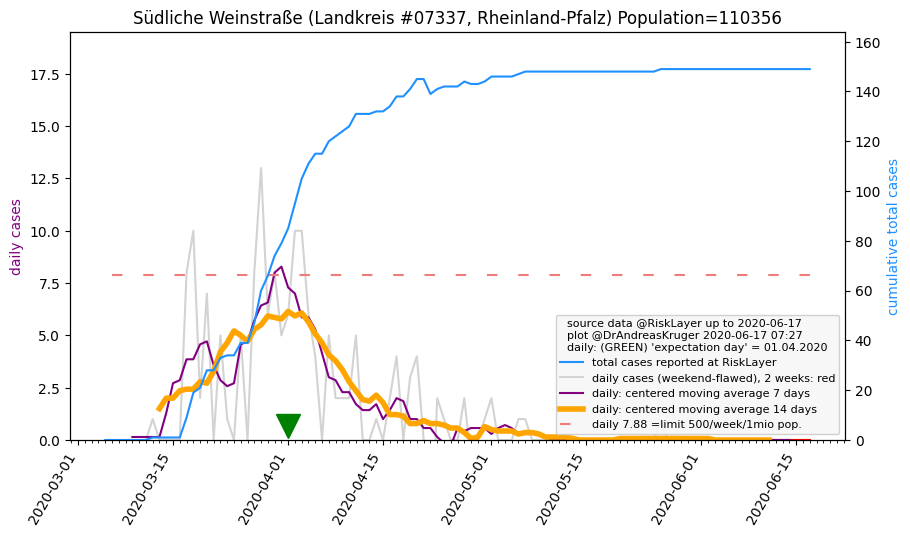 Südliche Weinstraße (Landkreis #07337, Rheinland-Pfalz) Population=110356
17.5
15.0
12.5
10.0
7.5
5.0
2.5
0.0
daily cases
160
140
120
100
80
60
40
20
0
cumulative total cases
source data @RiskLayer up to 2020-06-17
plot @DrAndreasKruger 2020-06-17 07:27
daily: (GREEN) 'expectation day' = 01.04.2020
total cases reported at RiskLayer
daily cases (weekend-flawed), 2 weeks: red
daily: centered moving average 7 days
daily: centered moving average 14 days
daily 7.88 =limit 500/week/1mio pop.
2020-03-01
2020-03-15
2020-04-01
2020-04-15
2020-05-01
2020-05-15
2020-06-01
2020-06-15